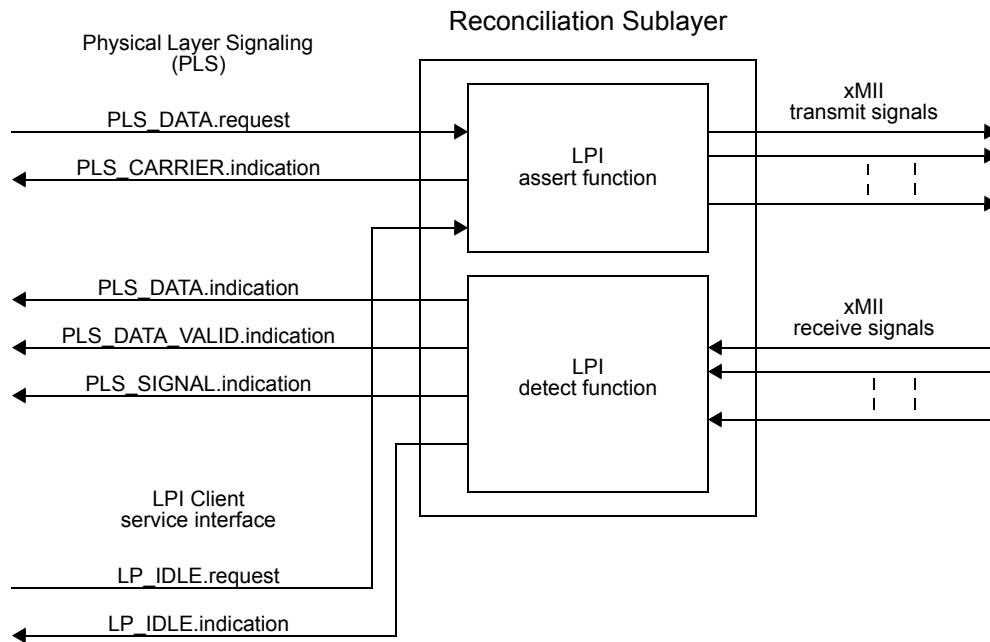 Reconciliation Sublayer
Physical Layer Signaling
(PLS)
PLS_DATA.request
PLS_CARRIER.indication
LPI
assert function
xMII
transmit signals
PLS_DATA.indication
PLS_DATA_VALID.indication
PLS_SIGNAL.indication
LPI
detect function
xMII
receive signals
LPI Client
service interface
LP_IDLE.request
LP_IDLE.indication